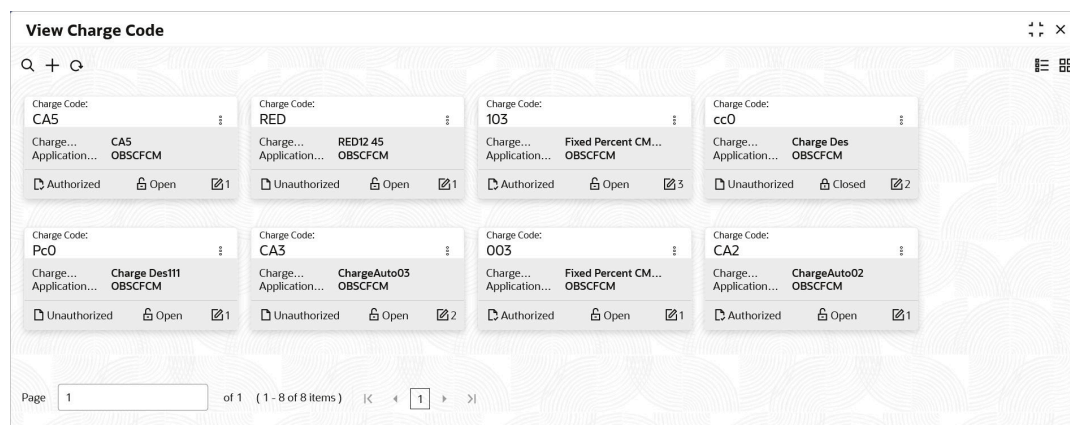 View Charge Code
Charge Code:
CA5
Charge... CA5
Application... OBSCFCM
Authorized Open 1
Charge Code:
RED
Charge... RED12 45
Application... OBSCFCM
Unauthorized Open 1
Charge Code:
103
Charge... Fixed Percent CM...
Application... OBSCFCM
Authorized Open 3
Charge Code:
cc0
Charge... Charge Des
Application... OBSCFCM
Unauthorized Closed 2
Charge Code:
Pc0
Charge... Charge Des111
Application... OBSCFCM
Unauthorized Open 1
Charge Code:
CA3
Charge... ChargeAuto03
Application... OBSCFCM
Unauthorized Open 2
Charge Code:
003
Charge... Fixed Percent CM...
Application... OBSCFCM
Authorized Open 1
Charge Code:
CA2
Charge... ChargeAuto02
Application... OBSCFCM
Authorized Open 1
Page 1 of 1 (1 - 8 of 8 items) 1